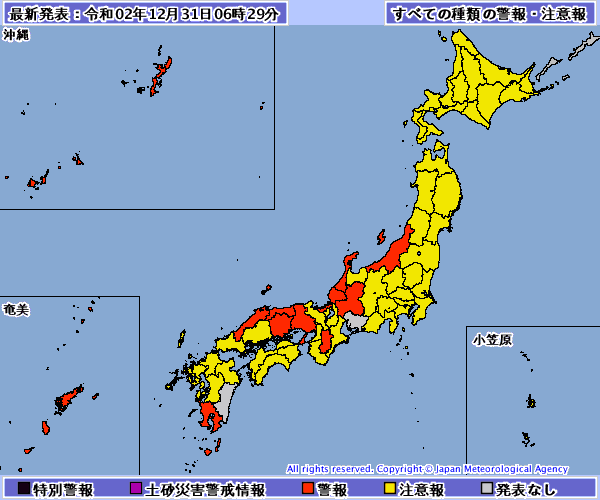 最新発表：令和02年12月31日06時29分
すべての種類の警報・注意報
沖縄
奄美
小笠原
All rights reserved. Copyright © Japan Meteorological Agency
特別警報
土砂災害警戒情報
警報
注意報
発表なし